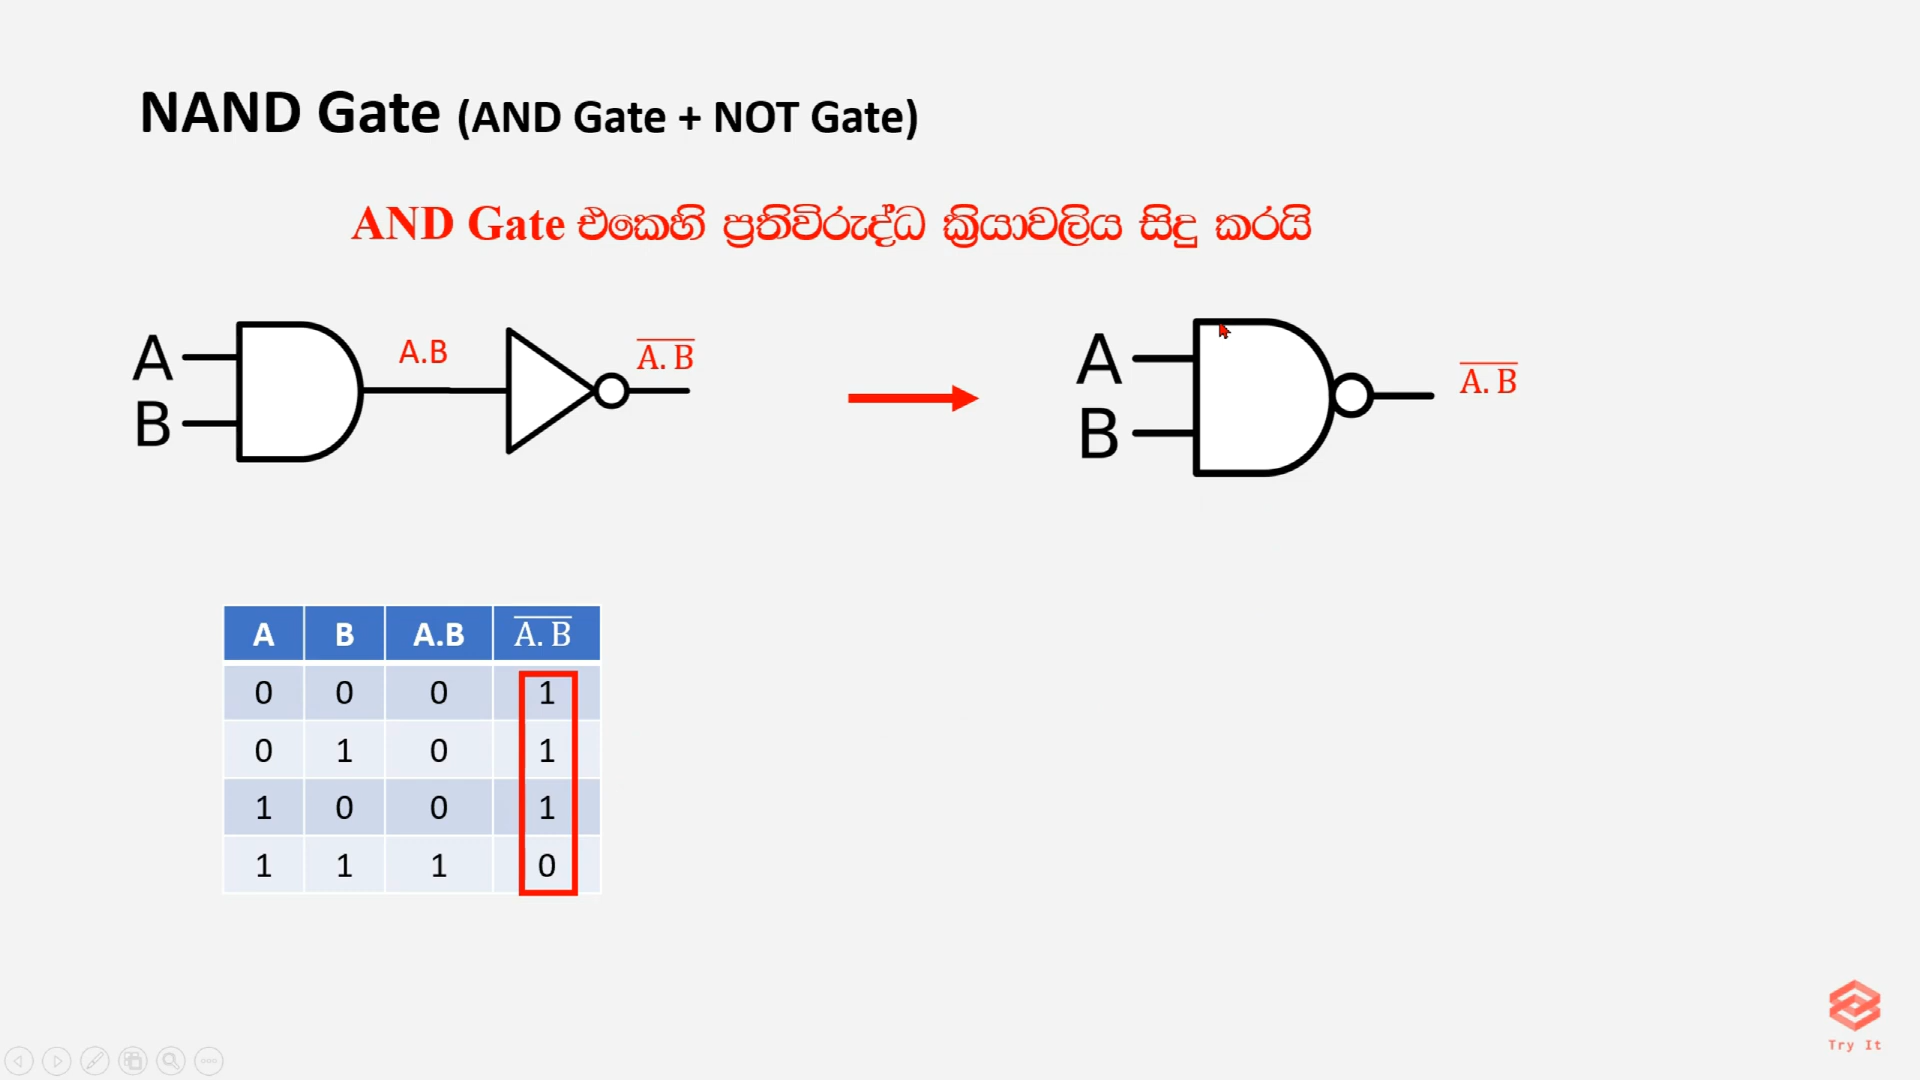 NAND Gate (AND Gate + NOT Gate)
AND Gate එකෙහි ප්‍රතිවිරුද්ධ ක්‍රියාවලිය සිදු කරයි
A
B
A.B
A̅.̅ ̅B̅
A
B
A̅.̅ ̅B̅
A B A.B A̅.̅ ̅B̅
0 0 0 1
0 1 0 1
1 0 0 1
1 1 1 0
Try It